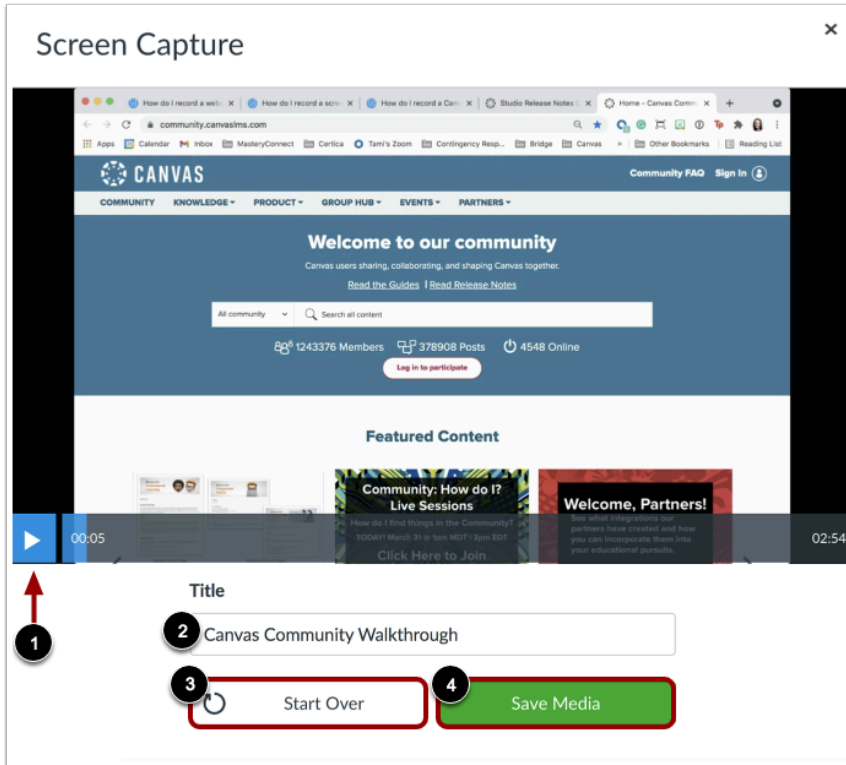 Screen Capture
×
How do I record a web
How do I record a scre
How do I record a Can
Studio Release Notes
Home - Canvas Comm
community.canvaslms.com
Apps Calendar Inbox MasteryConnect Certica Tami's Zoom Contingency Resp... Bridge Canvas » Other Bookmarks Reading List
CANVAS
Community FAQ Sign In
COMMUNITY KNOWLEDGE PRODUCT GROUP HUB EVENTS PARTNERS
Welcome to our community
Canvas users sharing, collaborating, and shaping Canvas together.
Read the Guides | Read Release Notes
All community Search all content
1243376 Members 378908 Posts 4548 Online
Log in to participate
Featured Content
Community: How do I?
Live Sessions
How do I find things in the Community?
TODAY! March 31 @ 1pm MDT | 3pm EDT
Click Here to Join
Welcome, Partners!
See what integrations our
partners have created and how
you can incorporate them into
your educational pursuits.
00:05 02:54
1
Title
2 Canvas Community Walkthrough
3 Start Over
4 Save Media